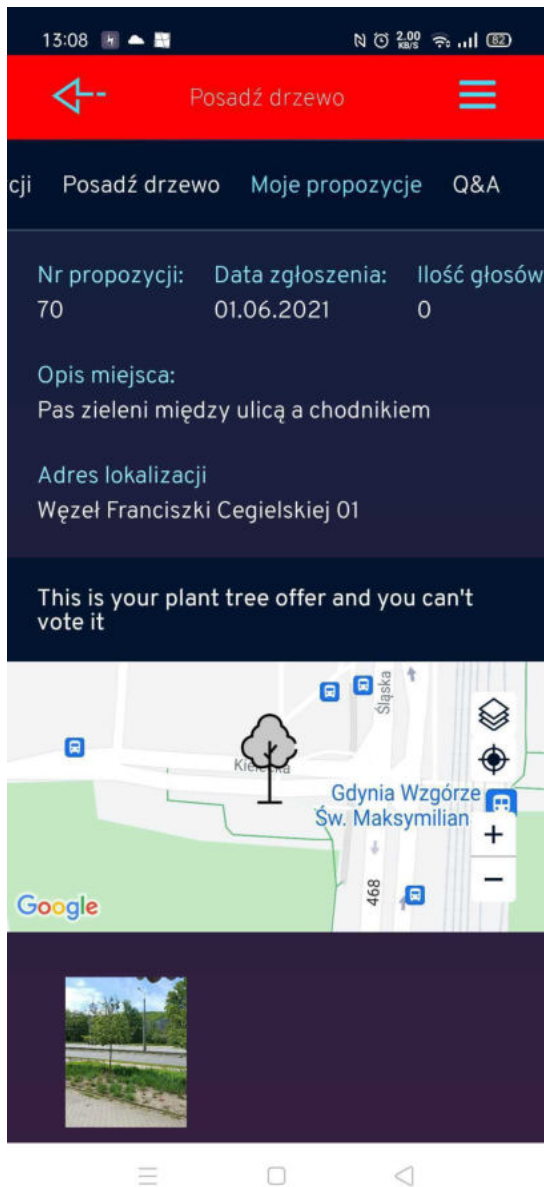 13:08
2.00
KB/S
82
Posadź drzewo
cji Posadź drzewo Moje propozycje Q&A
Nr propozycji: Data zgłoszenia: Ilość głosów
70 01.06.2021 0
Opis miejsca:
Pas zieleni między ulicą a chodnikiem
Adres lokalizacji
Węzeł Franciszki Cegielskiej 01
This is your plant tree offer and you can't
vote it
Śląska
Gdynia Wzgórze
Św. Maksymilian
+
468
−
Google